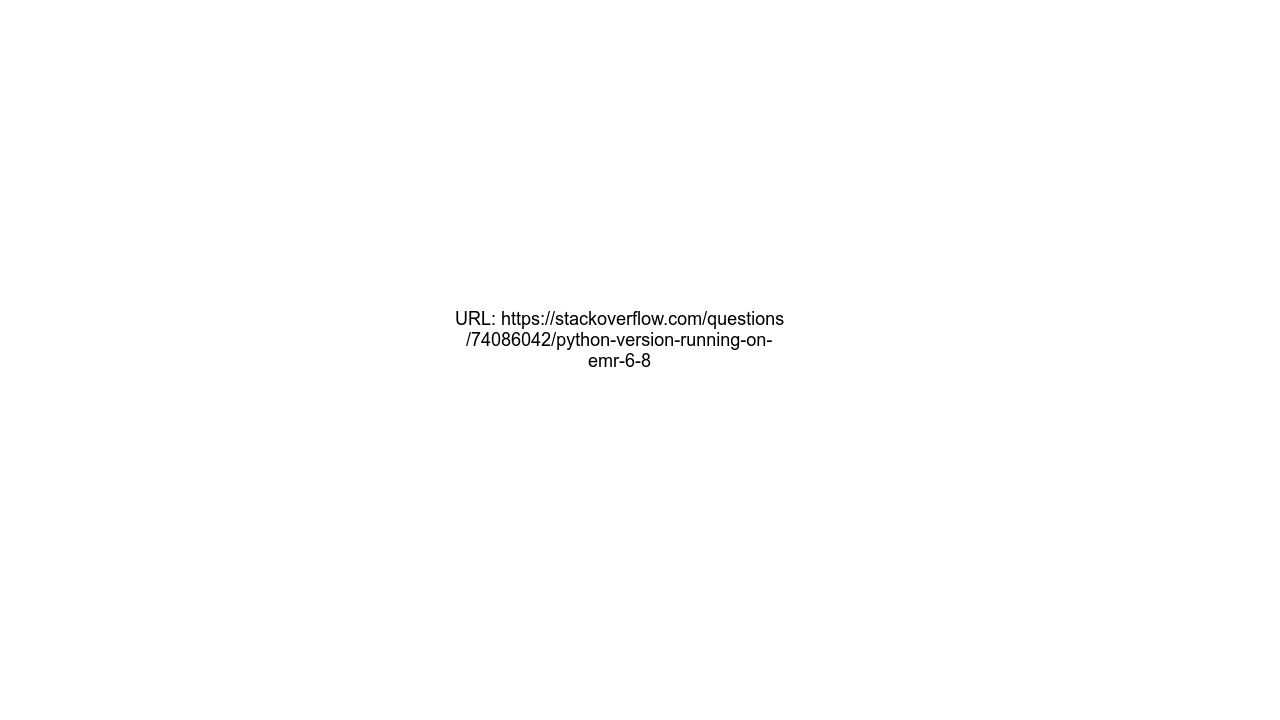 URL: https://stackoverflow.com/questions
/74086042/python-version-running-on-
emr-6-8